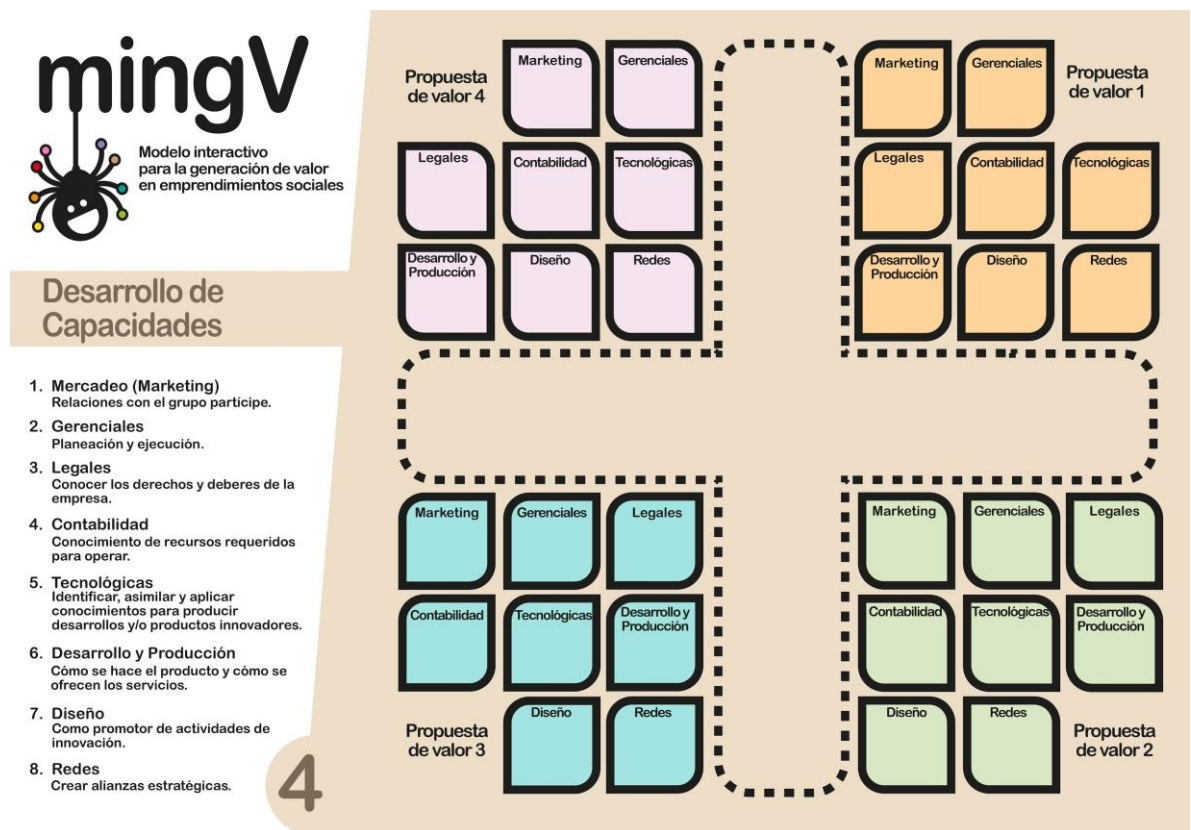 mingV
Modelo interactivo
para la generación de valor
en emprendimientos sociales
Desarrollo de
Capacidades
1. Mercadeo (Marketing)
Relaciones con el grupo partícipe.
2. Gerenciales
Planeación y ejecución.
3. Legales
Conocer los derechos y deberes de la
empresa.
4. Contabilidad
Conocimiento de recursos requeridos
para operar.
5. Tecnológicas
Identificar, asimilar y aplicar
conocimientos para producir
desarrollos y/o productos innovadores.
6. Desarrollo y Producción
Cómo se hace el producto y cómo se
ofrecen los servicios.
7. Diseño
Como promotor de actividades de
innovación.
8. Redes
Crear alianzas estratégicas.
4
Propuesta
de valor 4
Marketing
Gerenciales
Legales
Contabilidad
Tecnológicas
Desarrollo y
Producción
Diseño
Redes
Marketing
Gerenciales
Propuesta
de valor 1
Legales
Contabilidad
Tecnológicas
Desarrollo y
Producción
Diseño
Redes
Marketing
Gerenciales
Legales
Contabilidad
Tecnológicas
Desarrollo y
Producción
Propuesta
de valor 3
Diseño
Redes
Marketing
Gerenciales
Legales
Contabilidad
Tecnológicas
Desarrollo y
Producción
Diseño
Redes
Propuesta
de valor 2